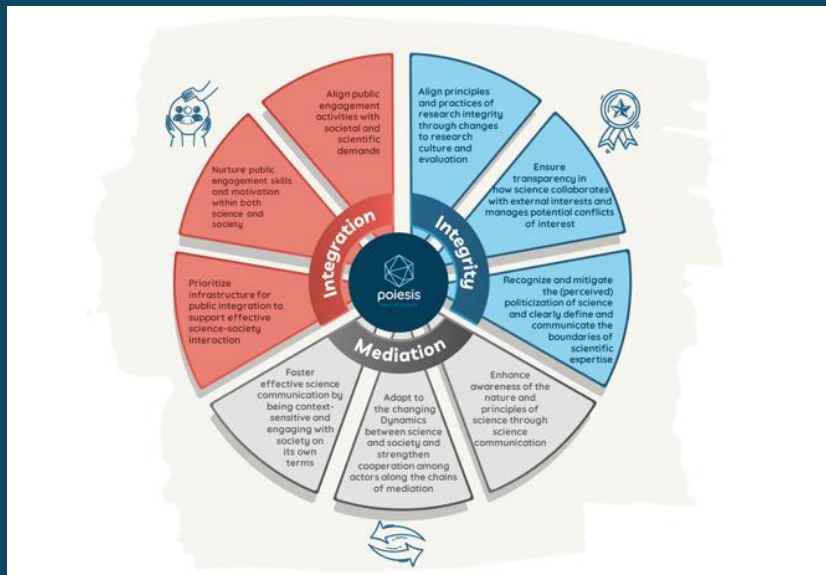 Align public
engagement
activities with
societal and
scientific
demands
Align principles
and practices of
research integrity
through changes
to research
culture and
evaluation
Nurture public
engagement skills
and motivation
within both
science and
society
Ensure
transparency in
how science collaborates
with external interests and
manages potential conflicts
of interest
Prioritize
infrastructure for
public integration to
support effective
science-society
interaction
Recognize and mitigate
the (perceived)
politicization of science
and clearly define and
communicate the
boundaries of
scientific
expertise
Integration
Integrity
poiesis
Mediation
Foster
effective science
communication by
being context-
sensitive and
engaging with
society on
its own
terms
Adapt to
the changing
Dynamics
between science
and society and
strengthen
cooperation among
actors along the chains
of mediation
Enhance
awareness of the
nature and
principles of
science through
science
communication